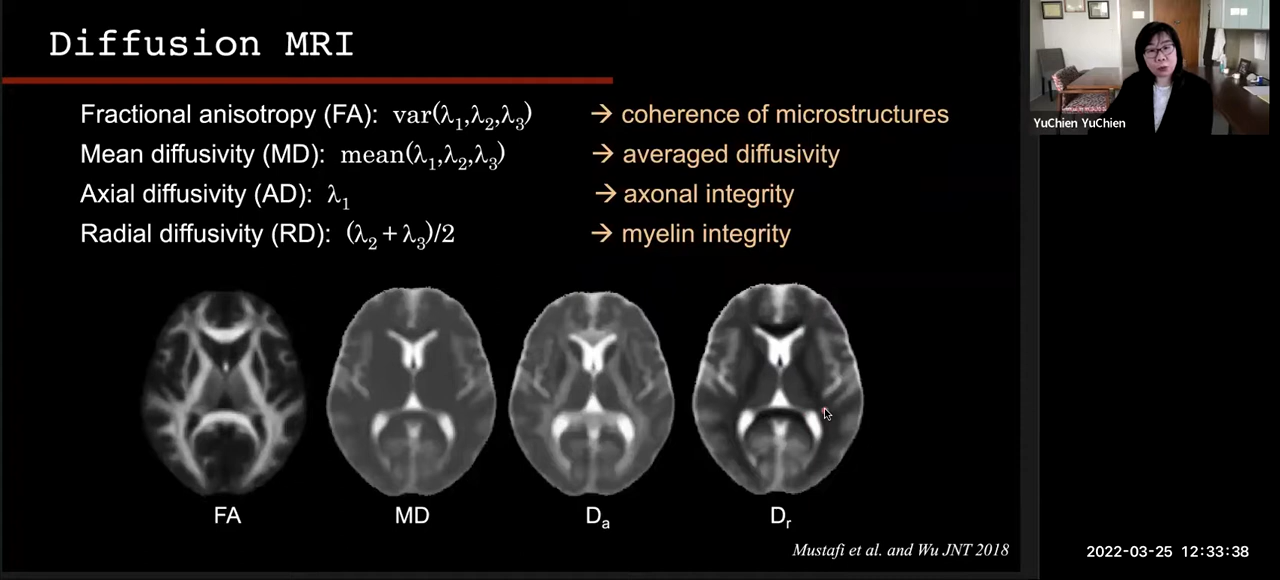 Diffusion MRI
Fractional anisotropy (FA): var(λ₁,λ₂,λ₃) → coherence of microstructures
Mean diffusivity (MD): mean(λ₁,λ₂,λ₃) → averaged diffusivity
Axial diffusivity (AD): λ₁ → axonal integrity
Radial diffusivity (RD): (λ₂ + λ₃)/2 → myelin integrity
FA MD Dₐ Dᵣ
Mustafi et al. and Wu JNT 2018
YuChien YuChien
2022-03-25 12:33:38